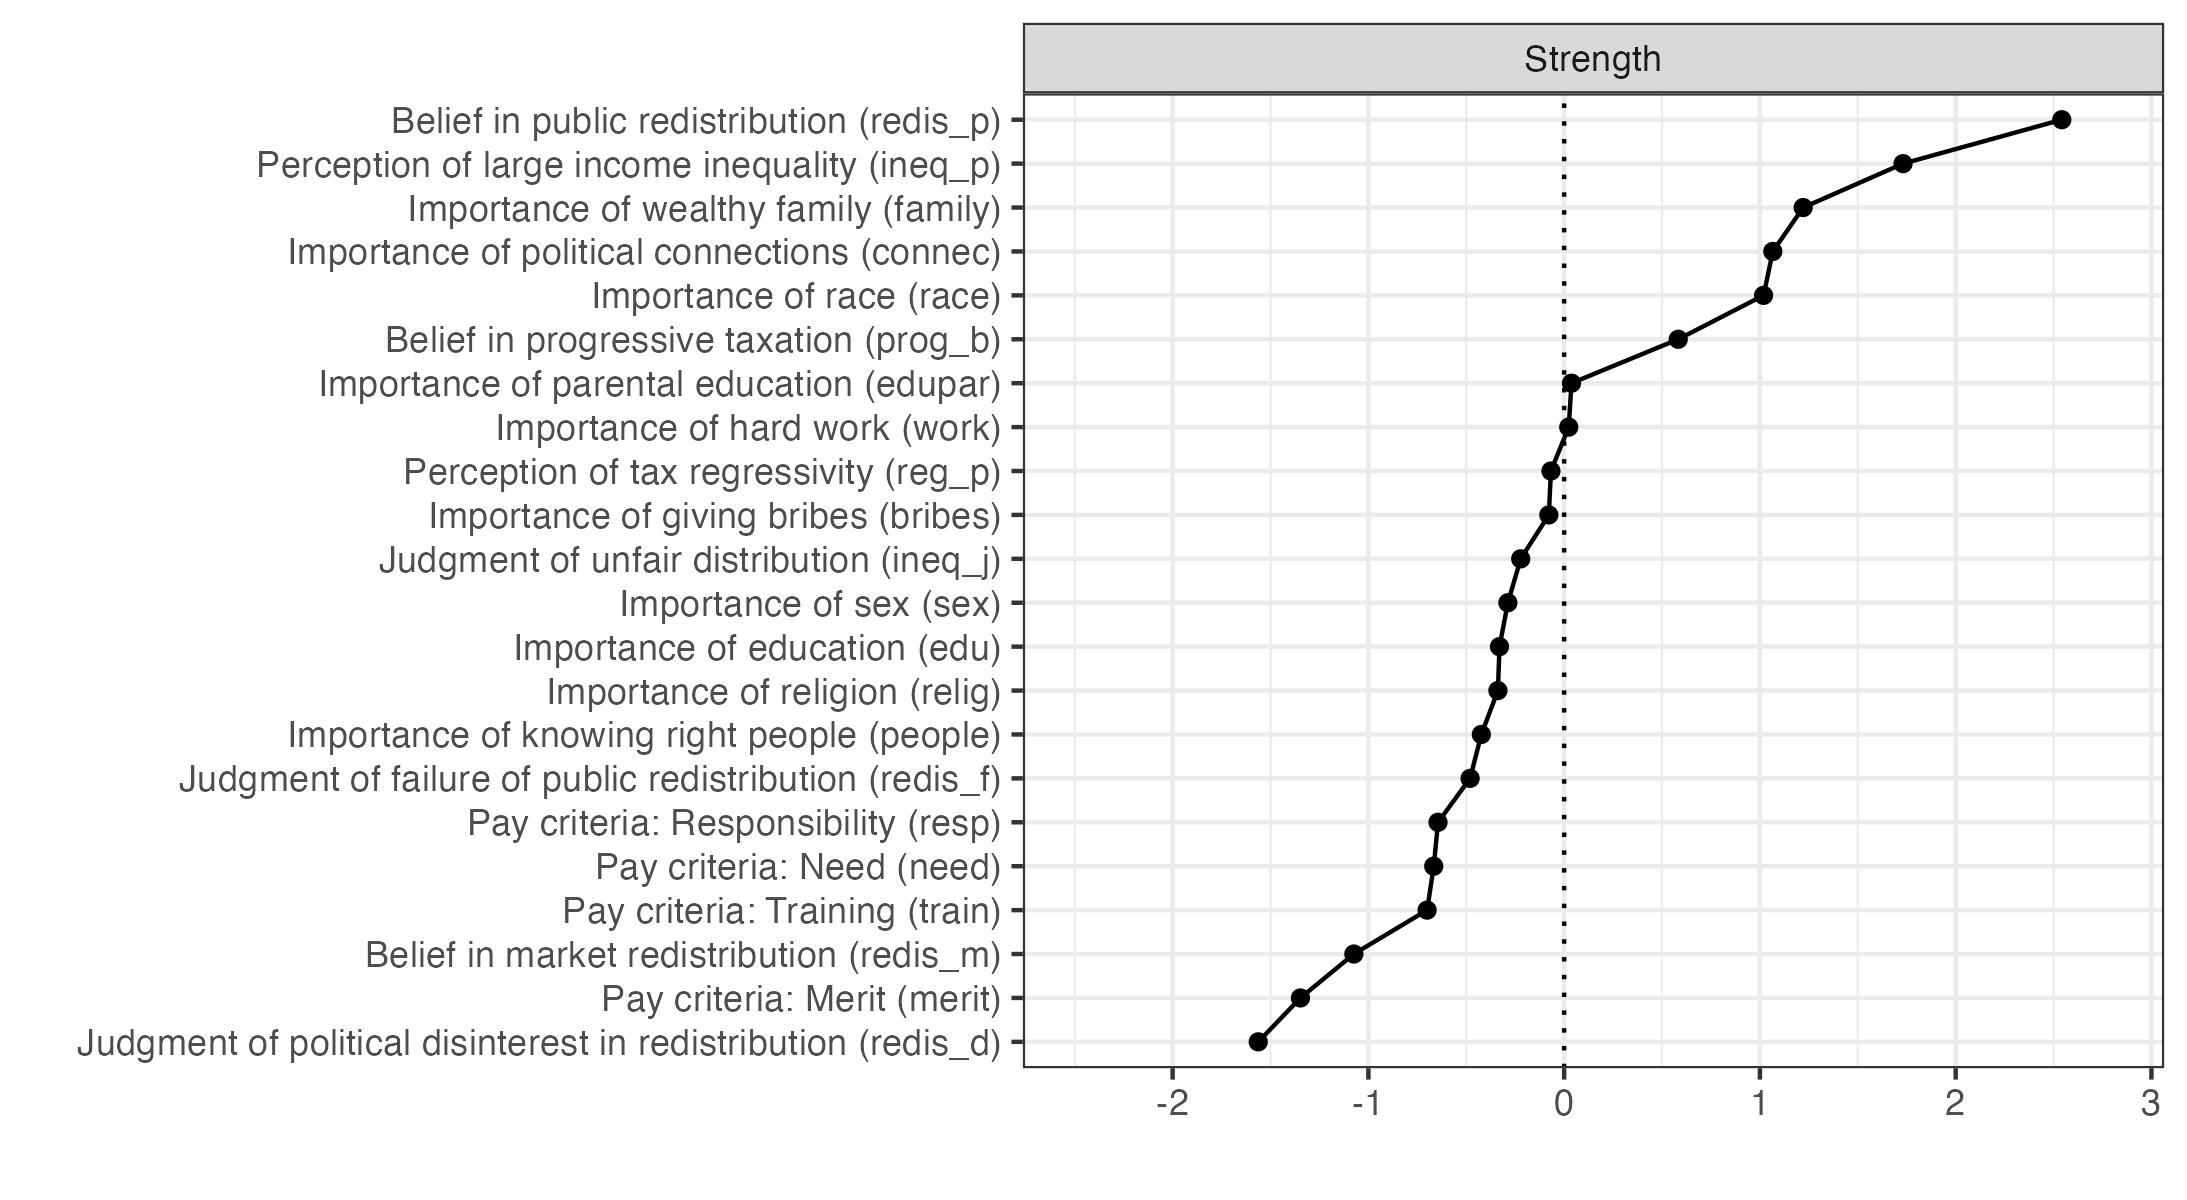 Strength
Belief in public redistribution (redis_p)
Perception of large income inequality (ineq_p)
Importance of wealthy family (family)
Importance of political connections (connec)
Importance of race (race)
Belief in progressive taxation (prog_b)
Importance of parental education (edupar)
Importance of hard work (work)
Perception of tax regressivity (reg_p)
Importance of giving bribes (bribes)
Judgment of unfair distribution (ineq_j)
Importance of sex (sex)
Importance of education (edu)
Importance of religion (relig)
Importance of knowing right people (people)
Judgment of failure of public redistribution (redis_f)
Pay criteria: Responsibility (resp)
Pay criteria: Need (need)
Pay criteria: Training (train)
Belief in market redistribution (redis_m)
Pay criteria: Merit (merit)
Judgment of political disinterest in redistribution (redis_d)
-2 -1 0 1 2 3